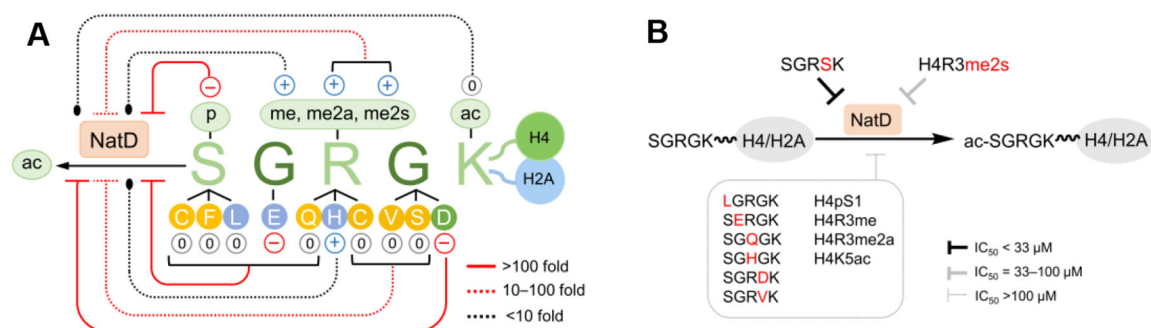 A
− + + + 0
p me, me2a, me2s ac
NatD
ac
S G R G K
H4
H2A
C F L E Q H C V S D
0 0 0 − 0 + 0 0 0 −
>100 fold
10–100 fold
<10 fold
B
SGRSK H4R3me2s
NatD
SGRGK H4/H2A ac-SGRGK H4/H2A
LGRGK H4pS1
SERGK H4R3me
SGQGK H4R3me2a
SGHGK H4K5ac
SGRDK
SGRVK
IC50 < 33 μM
IC50 = 33–100 μM
IC50 >100 μM